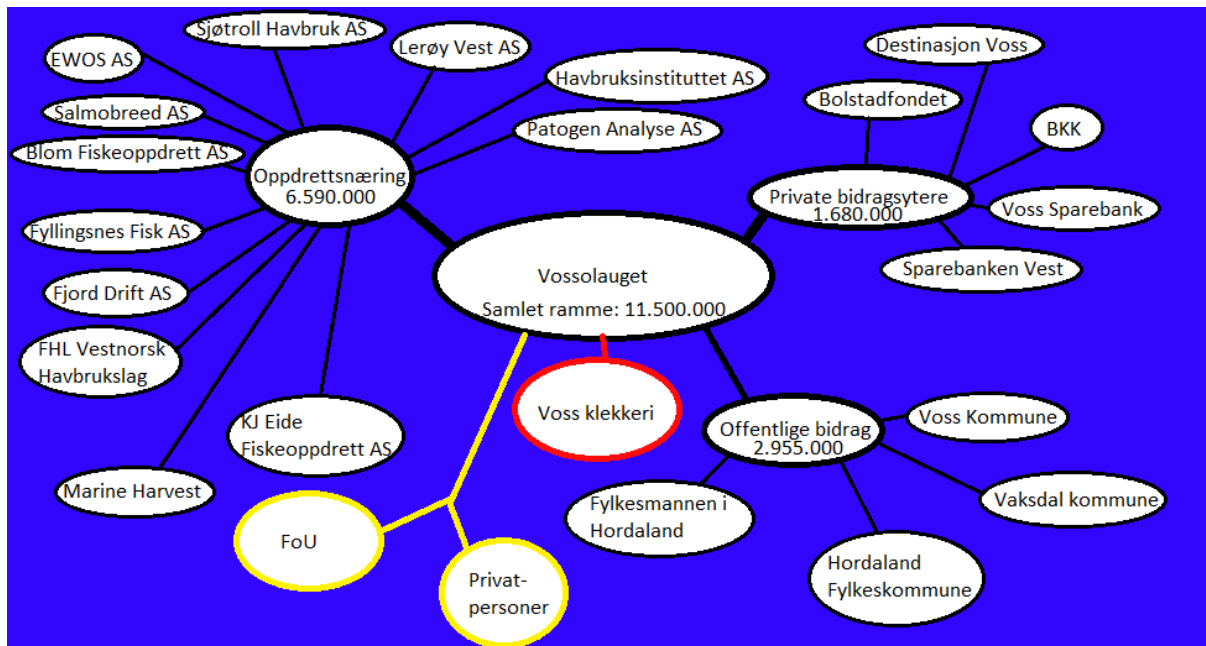 Sjøtroll Havbruk AS
Lerøy Vest AS
EWOS AS
Havbruksinstituttet AS
Salmobreed AS
Patogen Analyse AS
Blom Fiskeoppdrett AS
Oppdrettsnæring
6.590.000
Fyllingsnes Fisk AS
Fjord Drift AS
FHL Vestnorsk
Havbrukslag
KJ Eide
Fiskeoppdrett AS
Marine Harvest
Destinasjon Voss
Bolstadfondet
BKK
Private bidragsytere
1.680.000
Voss Sparebank
Sparebanken Vest
Vossolauget
Samlet ramme: 11.500.000
Voss klekkeri
Offentlige bidrag
2.955.000
Voss Kommune
Vaksdal kommune
Fylkesmannen i
Hordaland
Hordaland
Fylkeskommune
FoU
Privat-
personer